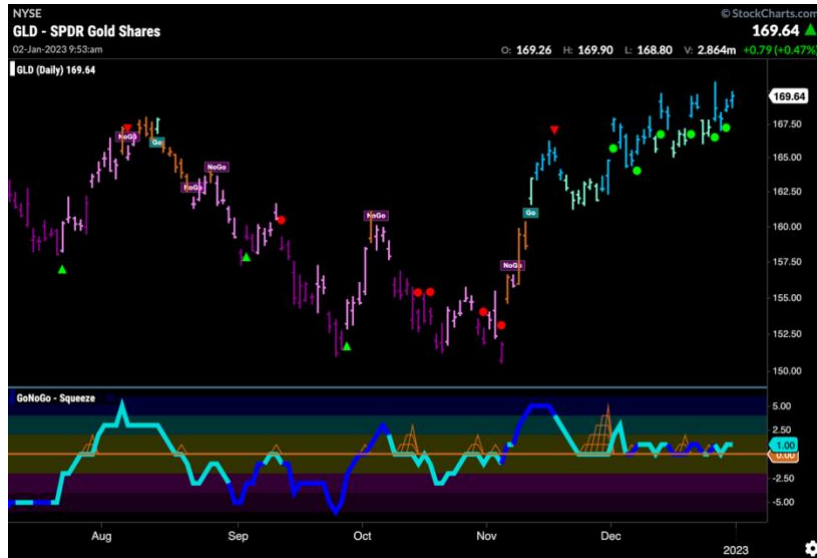 NYSE
© StockCharts.com
GLD - SPDR Gold Shares
169.64
02-Jan-2023 9:53:am
O: 169.26 H: 169.90 L: 168.80 V: 2.864m +0.79 (+0.47%)
GLD (Daily) 169.64
169.64
NoGo
Go
NoGo
NoGo
NoGo
NoGo
Go
167.50
165.00
162.50
160.00
157.50
155.00
152.50
150.00
GoNoGo - Squeeze
5.00
2.50
1.00
0.00
-2.50
-5.00
Aug Sep Oct Nov Dec
2023